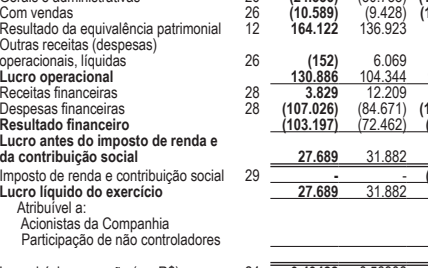 Com vendas 26 (10.589) (9.428)
Resultado da equivalência patrimonial 12 164.122 136.923
Outras receitas (despesas)
operacionais, líquidas 26 (152) 6.069
Lucro operacional 130.886 104.344
Receitas financeiras 28 3.829 12.209
Despesas financeiras 28 (107.026) (84.671)
Resultado financeiro (103.197) (72.462)
Lucro antes do imposto de renda e
da contribuição social 27.689 31.882
Imposto de renda e contribuição social 29 - -
Lucro líquido do exercício 27.689 31.882
Atribuível a:
Acionistas da Companhia
Participação de não controladores